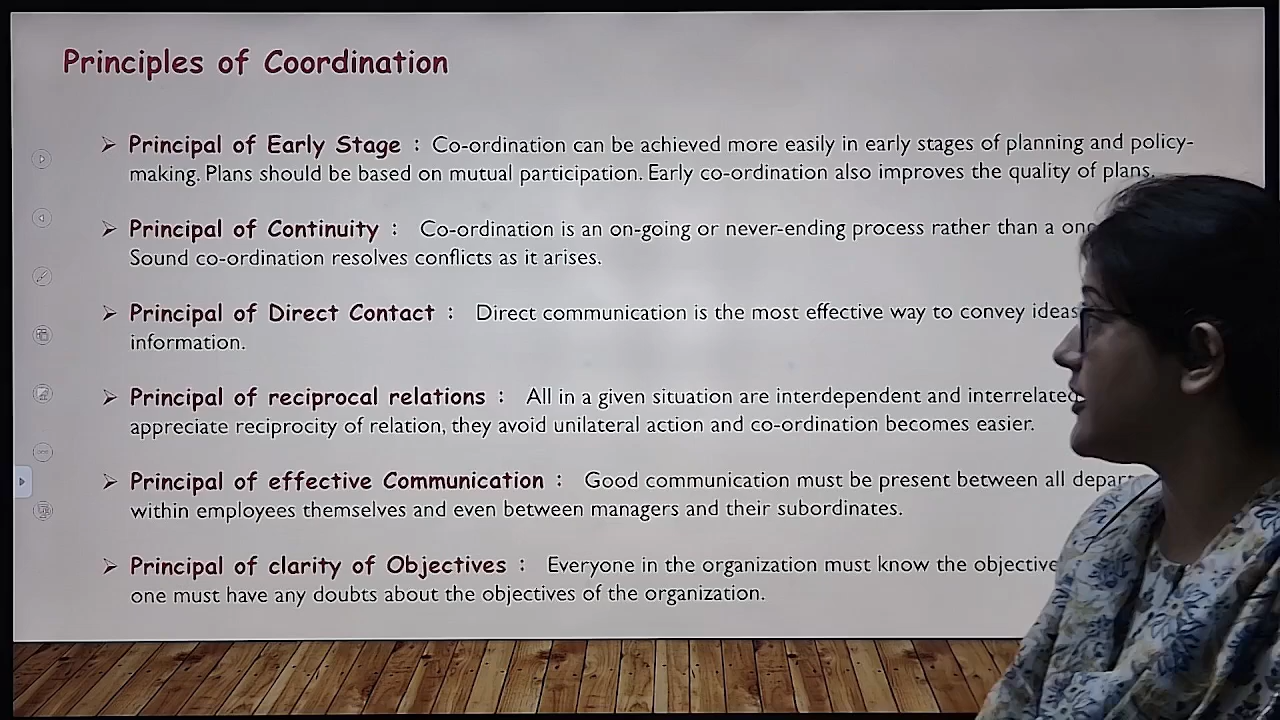 Principles of Coordination
➢ Principal of Early Stage : Co-ordination can be achieved more easily in early stages of planning and policy-
making. Plans should be based on mutual participation. Early co-ordination also improves the quality of plans.
➢ Principal of Continuity : Co-ordination is an on-going or never-ending process rather than a
Sound co-ordination resolves conflicts as it arises.
➢ Principal of Direct Contact : Direct communication is the most effective way to convey ideas
information.
➢ Principal of reciprocal relations : All in a given situation are interdependent and interrelated
appreciate reciprocity of relation, they avoid unilateral action and co-ordination becomes easier.
➢ Principal of effective Communication : Good communication must be present between all
within employees themselves and even between managers and their subordinates.
➢ Principal of clarity of Objectives : Everyone in the organization must know the objective
one must have any doubts about the objectives of the organization.